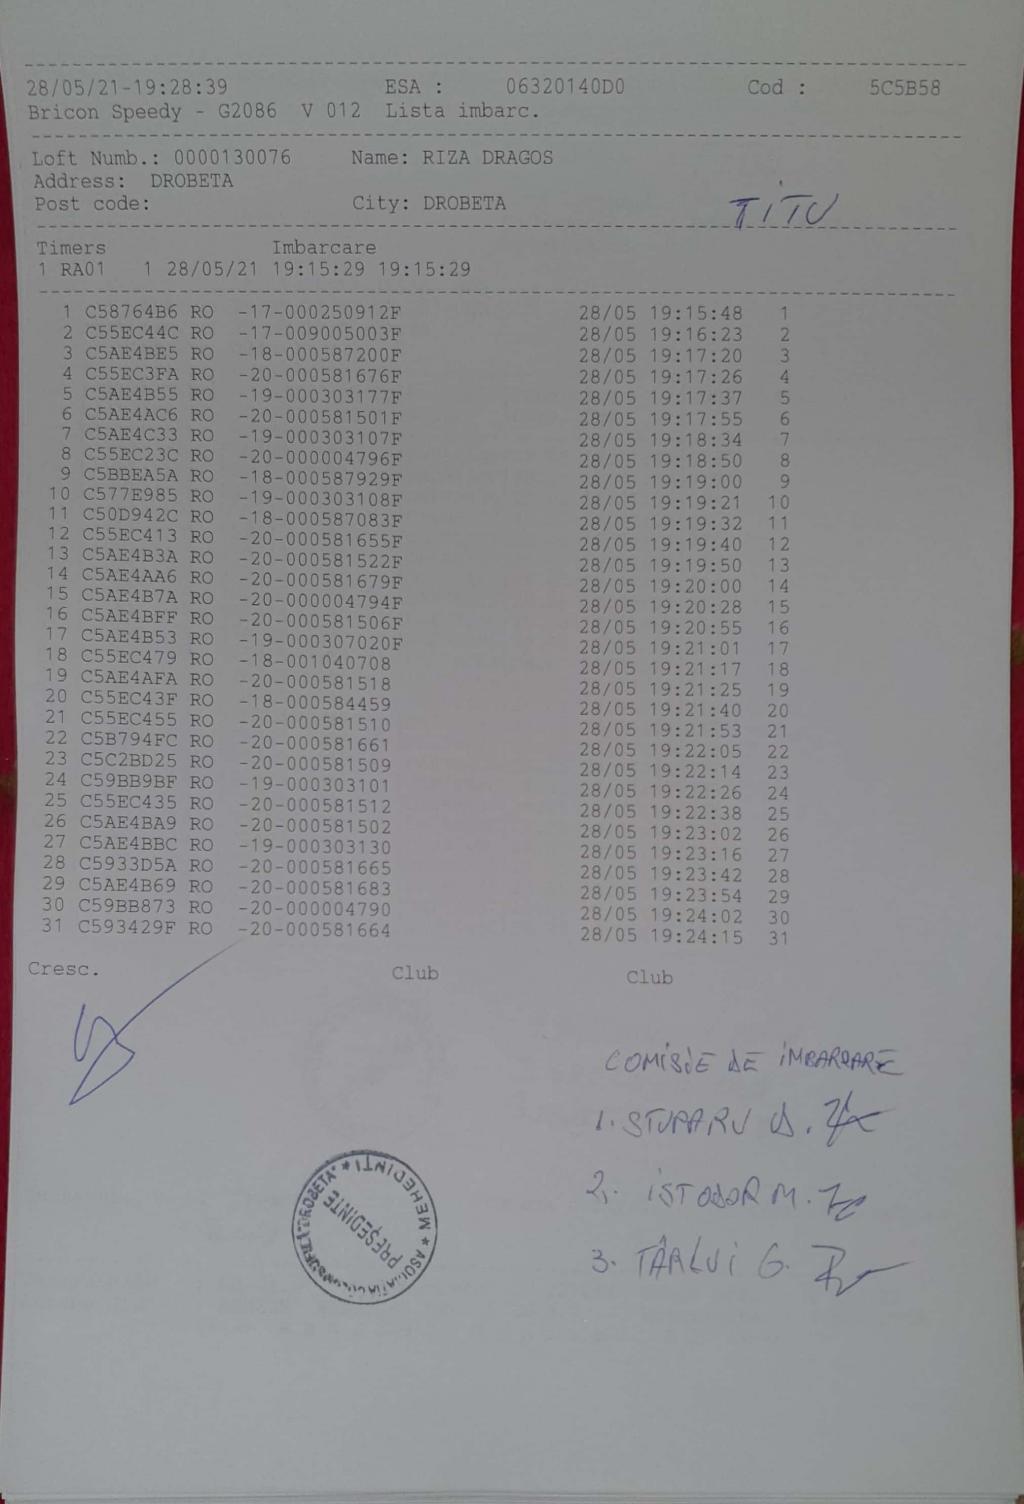 28/05/21-19:28:39 ESA : 06320140D0 Cod : 5C5B58
Bricon Speedy - G2086 V 012 Lista imbarc.
Loft Numb.: 0000130076 Name: RIZA DRAGOS
Address: DROBETA
Post code: City: DROBETA
TITU
Timers Imbarcare
1 RA01 1 28/05/21 19:15:29 19:15:29
1 C58764B6 RO -17-000250912F 28/05 19:15:48 1
2 C55EC44C RO -17-009005003F 28/05 19:16:23 2
3 C5AE4BE5 RO -18-000587200F 28/05 19:17:20 3
4 C55EC3FA RO -20-000581676F 28/05 19:17:26 4
5 C5AE4B55 RO -19-000303177F 28/05 19:17:37 5
6 C5AE4AC6 RO -20-000581501F 28/05 19:17:55 6
7 C5AE4C33 RO -19-000303107F 28/05 19:18:34 7
8 C55EC23C RO -20-000004796F 28/05 19:18:50 8
9 C5BBEA5A RO -18-000587929F 28/05 19:19:00 9
10 C577E985 RO -19-000303108F 28/05 19:19:21 10
11 C50D942C RO -18-000587083F 28/05 19:19:32 11
12 C55EC413 RO -20-000581655F 28/05 19:19:40 12
13 C5AE4B3A RO -20-000581522F 28/05 19:19:50 13
14 C5AE4AA6 RO -20-000581679F 28/05 19:20:00 14
15 C5AE4B7A RO -20-000004794F 28/05 19:20:28 15
16 C5AE4BFF RO -20-000581506F 28/05 19:20:55 16
17 C5AE4B53 RO -19-000307020F 28/05 19:21:01 17
18 C55EC479 RO -18-001040708 28/05 19:21:17 18
19 C5AE4AFA RO -20-000581518 28/05 19:21:25 19
20 C55EC43F RO -18-000584459 28/05 19:21:40 20
21 C55EC455 RO -20-000581510 28/05 19:21:53 21
22 C5B794FC RO -20-000581661 28/05 19:22:05 22
23 C5C2BD25 RO -20-000581509 28/05 19:22:14 23
24 C59BB9BF RO -19-000303101 28/05 19:22:26 24
25 C55EC435 RO -20-000581512 28/05 19:22:38 25
26 C5AE4BA9 RO -20-000581502 28/05 19:23:02 26
27 C5AE4BBC RO -19-000303130 28/05 19:23:16 27
28 C5933D5A RO -20-000581665 28/05 19:23:42 28
29 C5AE4B69 RO -20-000581683 28/05 19:23:54 29
30 C59BB873 RO -20-000004790 28/05 19:24:02 30
31 C593429F RO -20-000581664 28/05 19:24:15 31
Cresc. Club Club
COMISIE DE IMBARCARE
1. STUPARU D.
2. ISTODOR M.
3. TÂRLUI G.
DROBETA * MEHEDINTI * ASOCIATIA
PREȘEDINTE